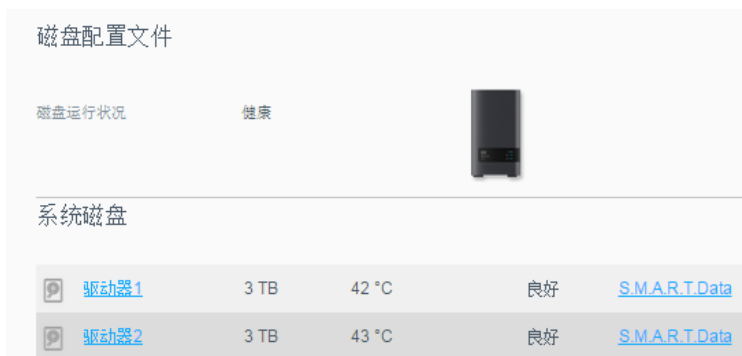 磁盘配置文件
磁盘运行状况 健康
系统磁盘
驱动器1 3 TB 42 °C 良好 S.M.A.R.T.Data
驱动器2 3 TB 43 °C 良好 S.M.A.R.T.Data